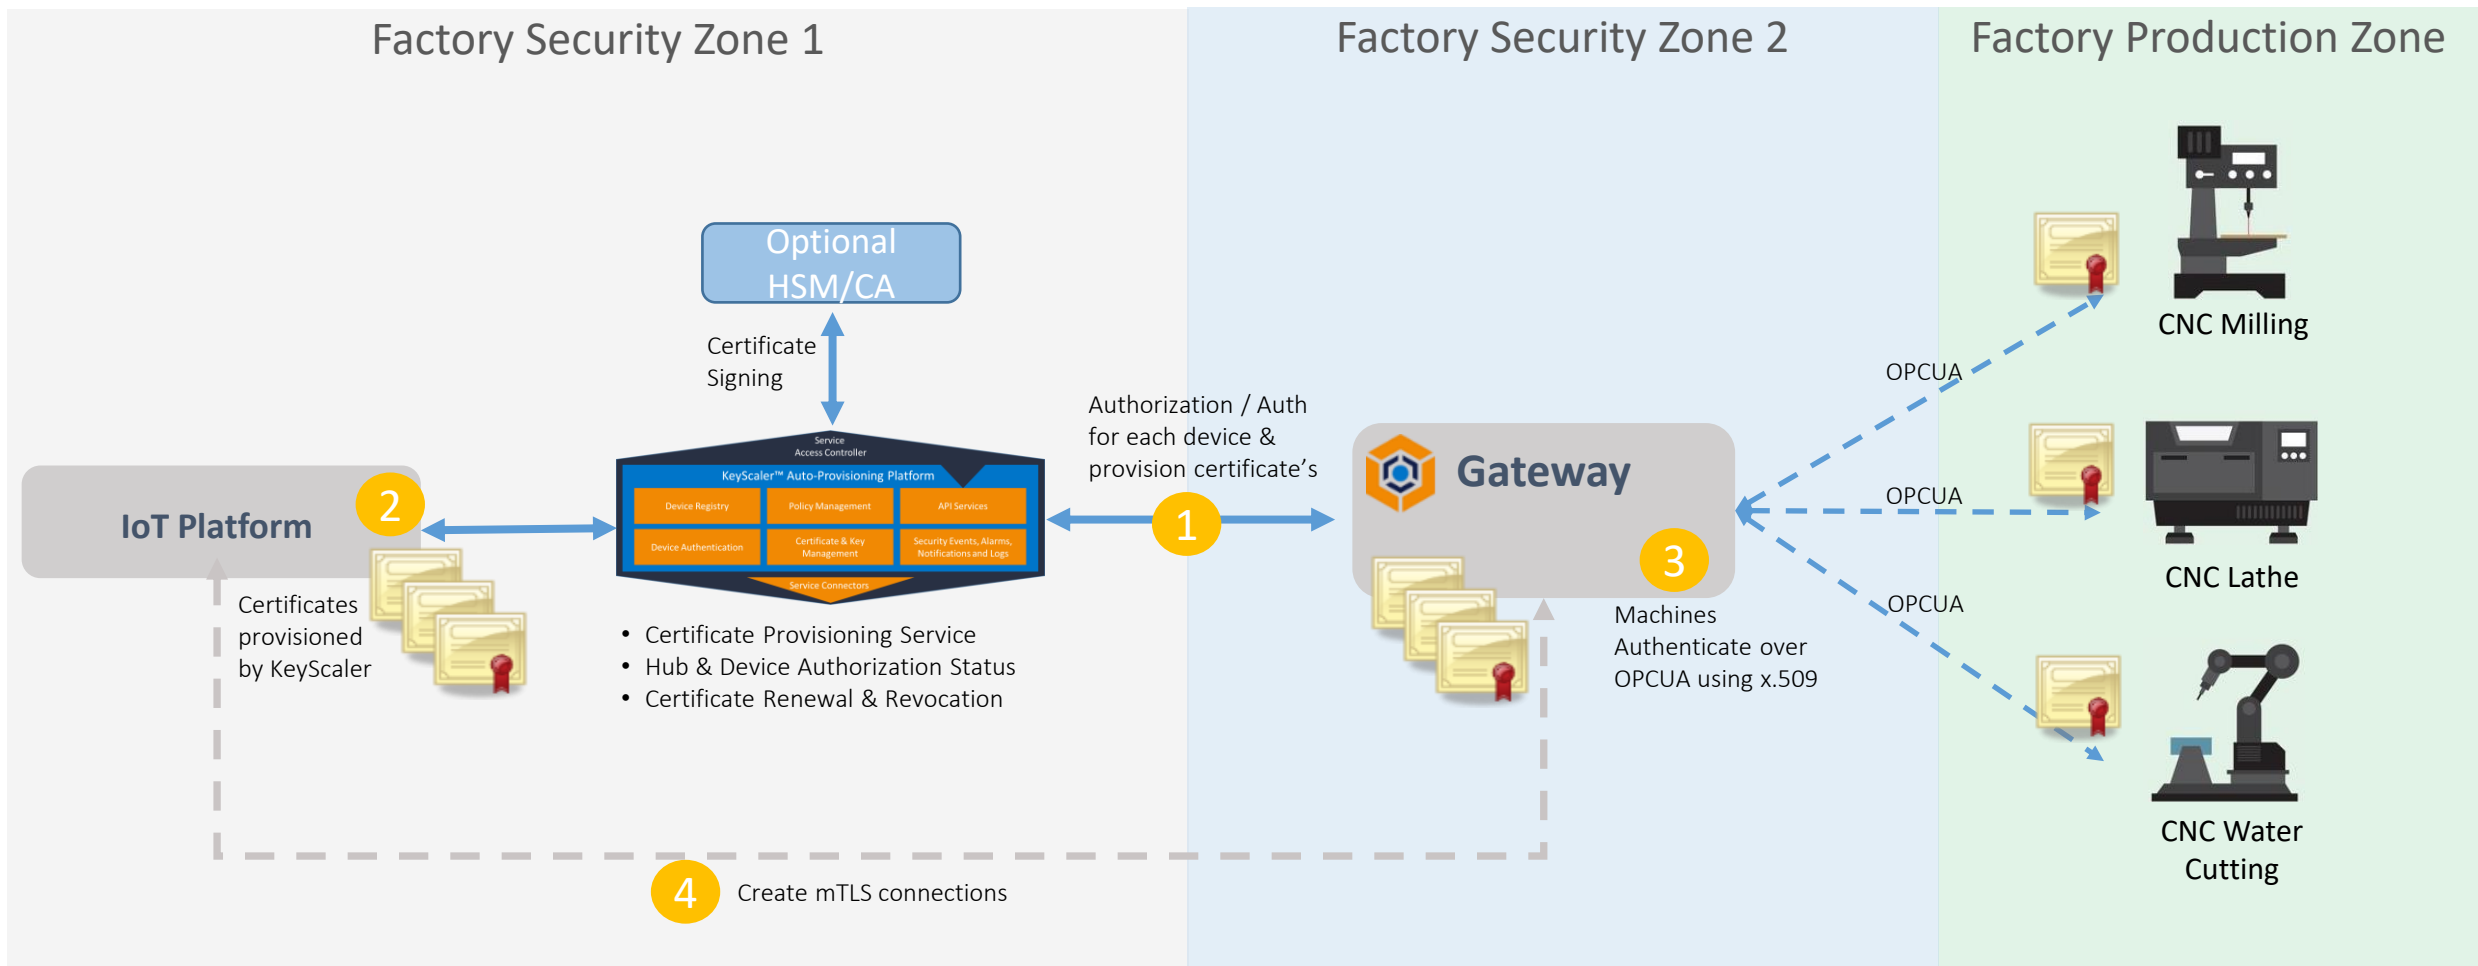 Factory Security Zone 1
Factory Security Zone 2
Factory Production Zone
Optional
HSM/CA
Certificate
Signing
Service
Access Controller
KeyScaler™ Auto-Provisioning Platform
Device Registry
Policy Management
API Services
Device Authentication
Certificate & Key
Management
Security Events, Alarms,
Notifications and Logs
Service Connectors
IoT Platform
2
Certificates
provisioned
by KeyScaler
• Certificate Provisioning Service
• Hub & Device Authorization Status
• Certificate Renewal & Revocation
Authorization / Auth
for each device &
provision certificate’s
1
Gateway
3
Machines
Authenticate over
OPCUA using x.509
OPCUA
OPCUA
OPCUA
CNC Milling
CNC Lathe
CNC Water
Cutting
4
Create mTLS connections